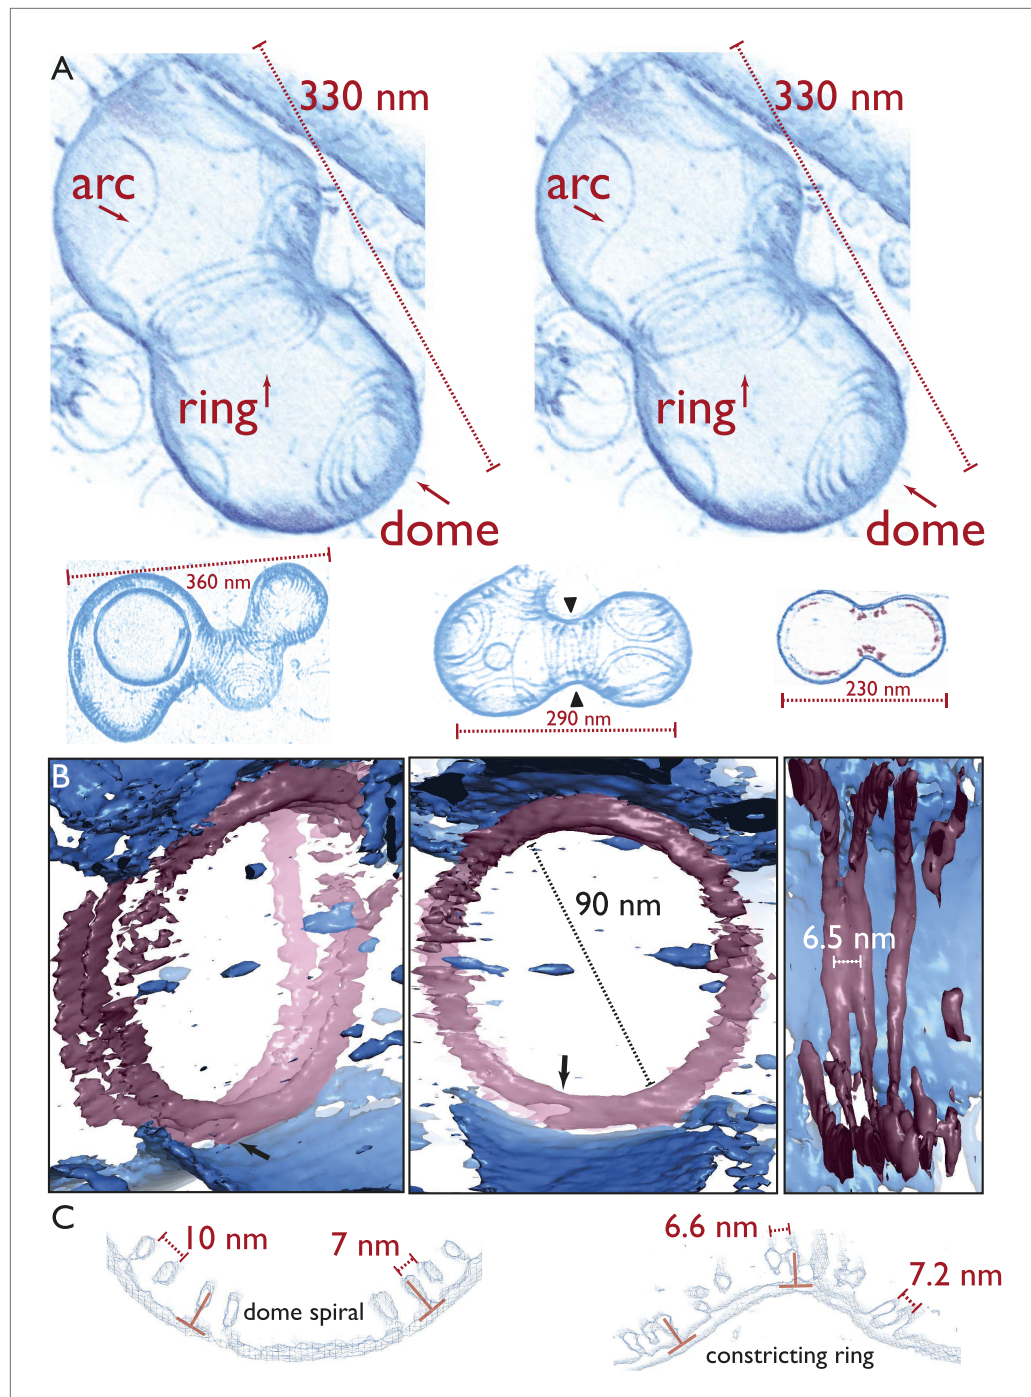 A
330 nm
330 nm
arc
arc
ring
ring
dome
dome
360 nm
290 nm
230 nm
B
90 nm
6.5 nm
C
10 nm
7 nm
dome spiral
6.6 nm
7.2 nm
constricting ring